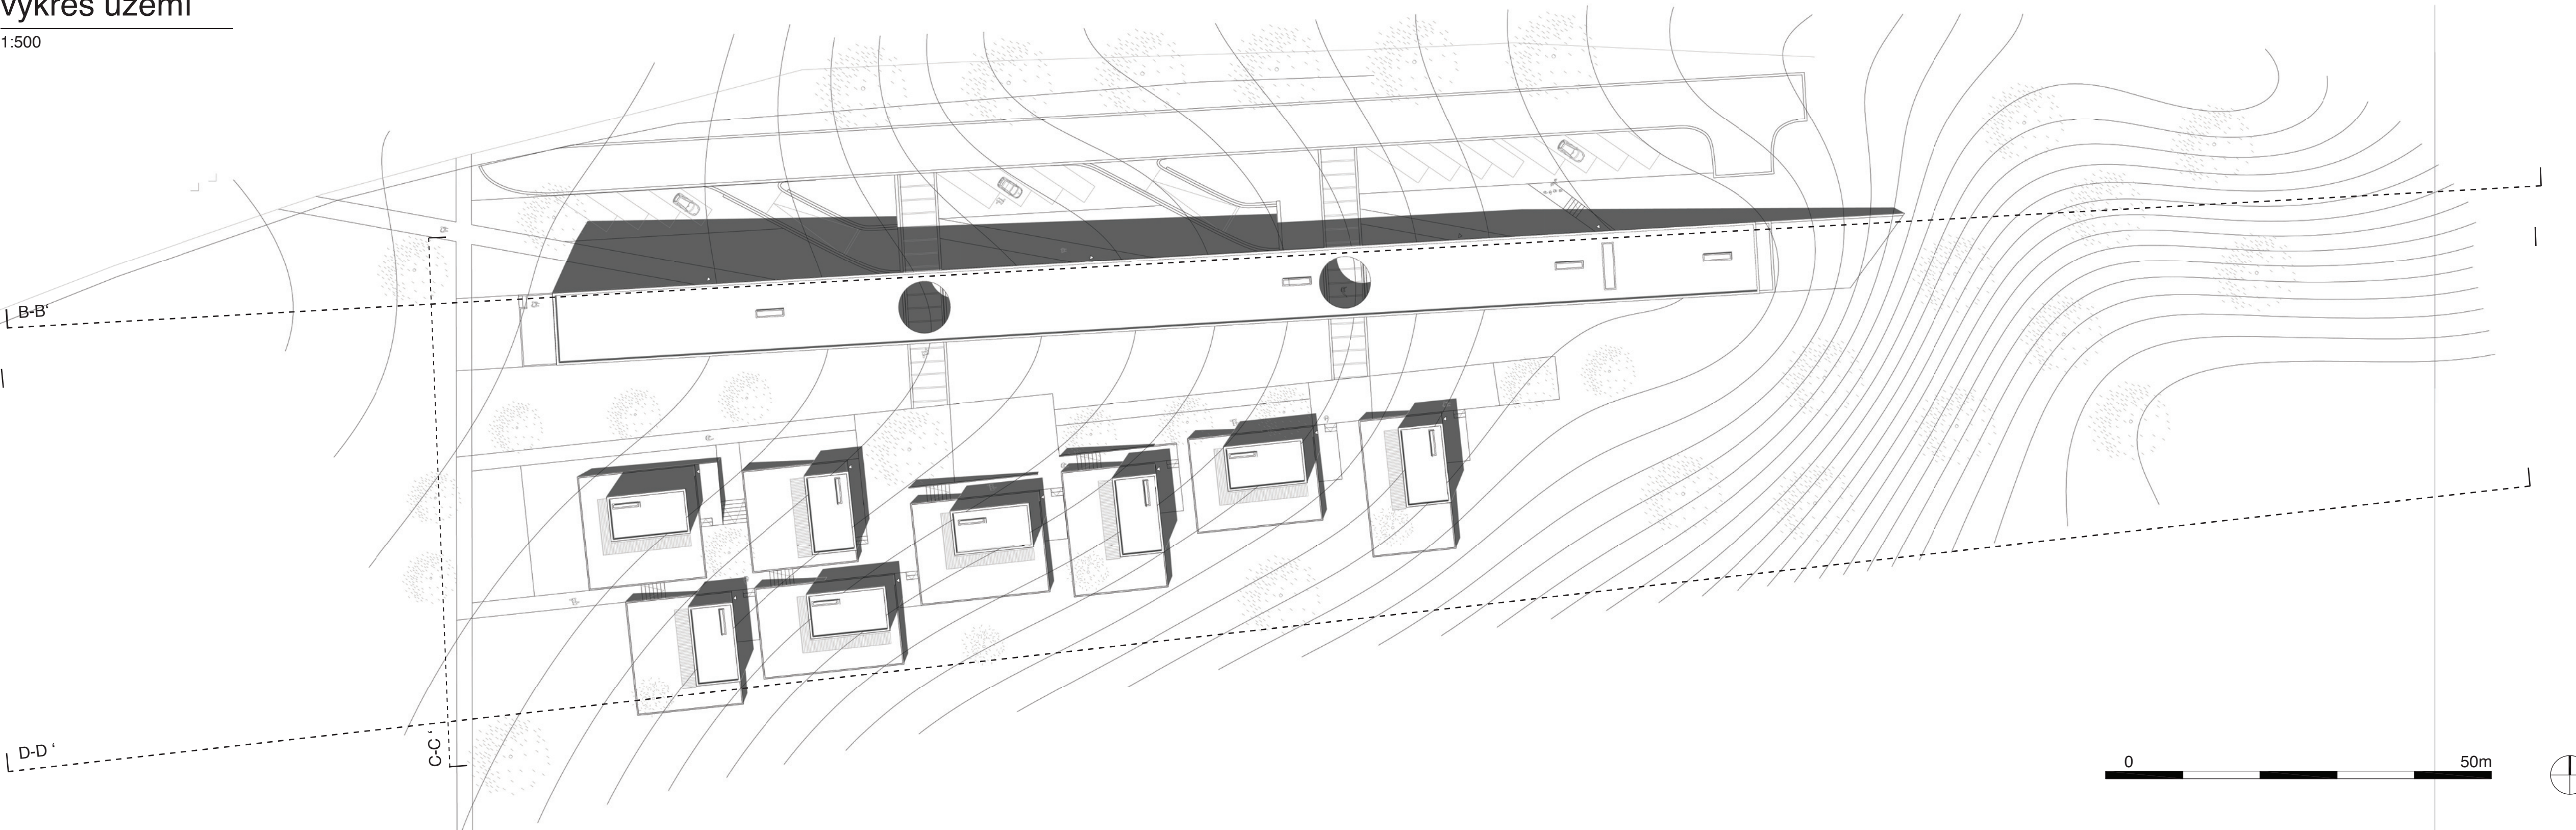 výkres území
1:500
B-B‘
D-D ‘
C-C ‘
0 50m